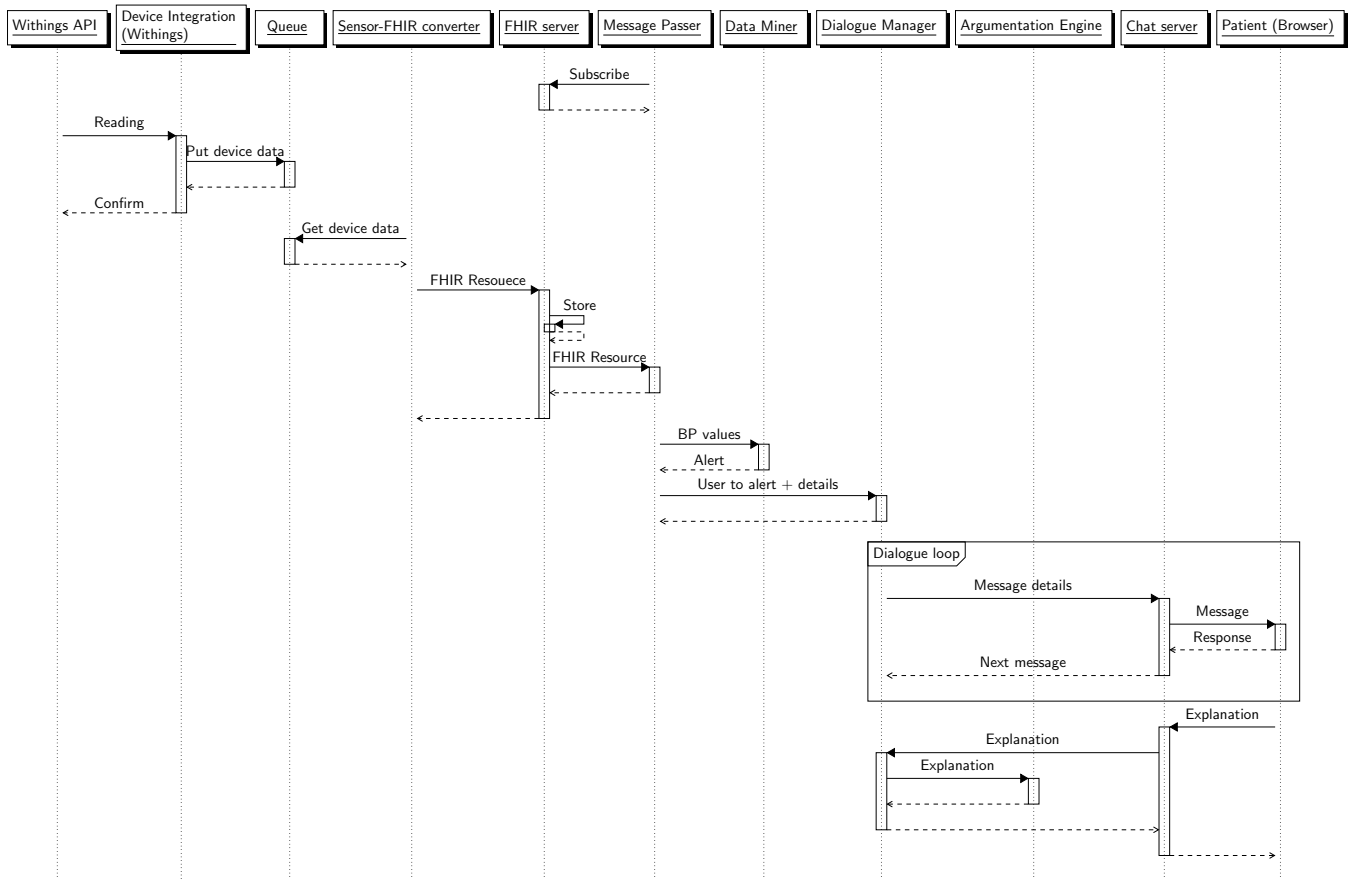 Withings API
Device Integration
(Withings)
Queue
Sensor-FHIR converter
FHIR server
Message Passer
Data Miner
Dialogue Manager
Argumentation Engine
Chat server
Patient (Browser)
Subscribe
Reading
Put device data
Confirm
Get device data
FHIR Resouece
Store
FHIR Resource
BP values
Alert
User to alert + details
Dialogue loop
Message details
Message
Response
Next message
Explanation
Explanation
Explanation